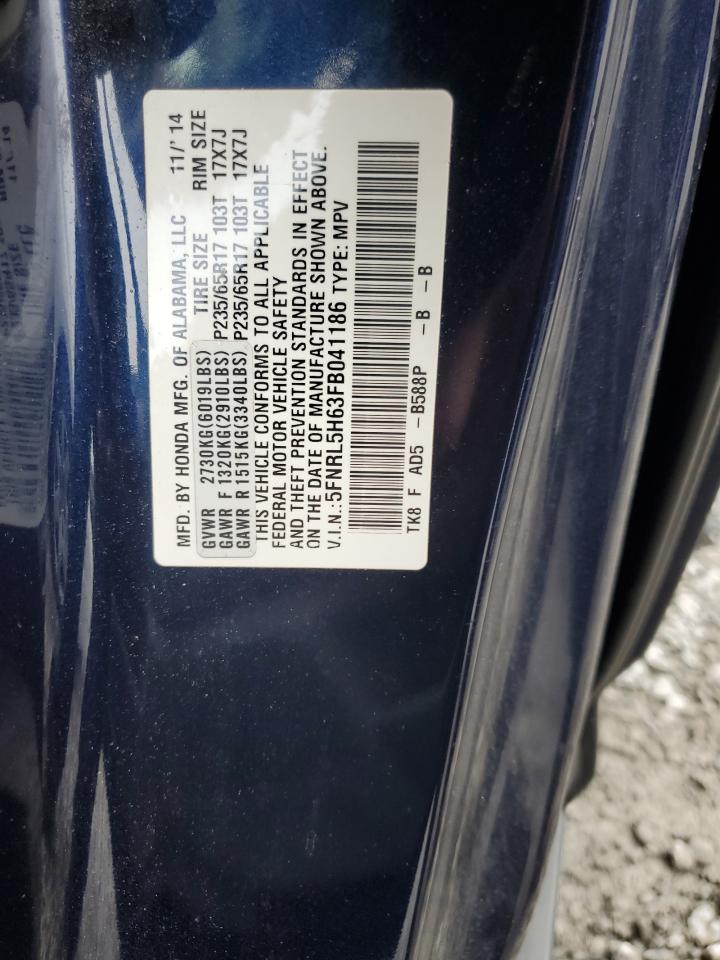 MFD. BY HONDA MFG. OF ALABAMA, LLC 11/'14
TIRE SIZE RIM SIZE
GVWR 2730KG(6019LBS)
GAWR F 1320KG(2910LBS) P235/65R17 103T 17X7J
GAWR R 1515KG(3340LBS) P235/65R17 103T 17X7J
THIS VEHICLE CONFORMS TO ALL APPLICABLE
FEDERAL MOTOR VEHICLE SAFETY
AND THEFT PREVENTION STANDARDS IN EFFECT
ON THE DATE OF MANUFACTURE SHOWN ABOVE.
V.I.N.:5FNRL5H63FB041186 TYPE: MPV
TK8 F AD5 -B588P -B -B